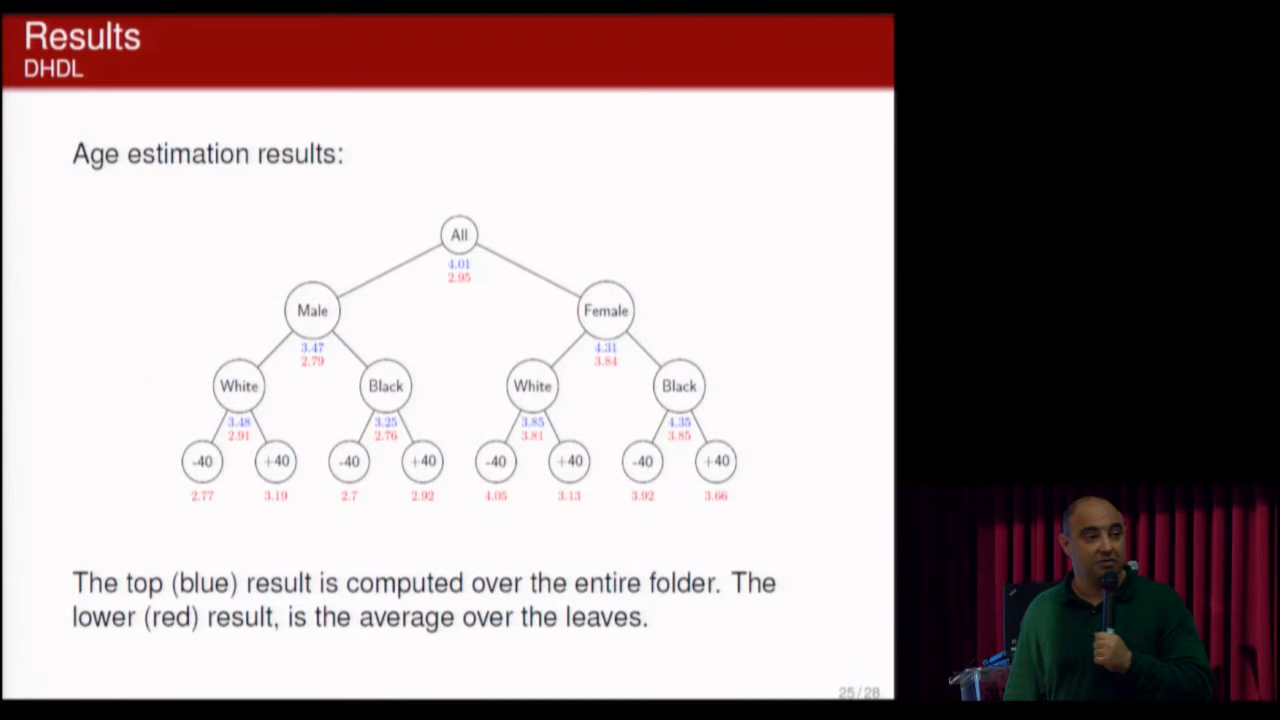 Results
DHDL
Age estimation results:
All
4.01
2.95
Male
Female
3.47
4.31
2.79
3.84
White
Black
White
Black
3.48
3.25
3.85
4.35
2.91
2.76
3.81
3.85
-40
+40
-40
+40
-40
+40
-40
+40
2.77
3.19
2.7
2.92
4.05
3.13
3.92
3.66
The top (blue) result is computed over the entire folder. The
lower (red) result, is the average over the leaves.
25/28